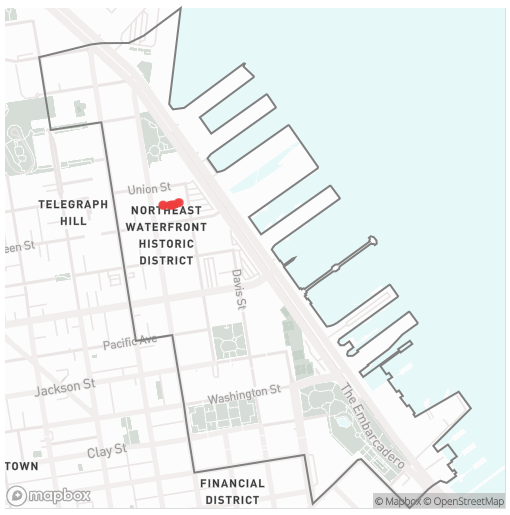 Union St
TELEGRAPH
HILL
NORTHEAST
WATERFRONT
HISTORIC
DISTRICT
een St
Davis St
Pacific Ave
Jackson St
Washington St
The Embarcadero
Clay St
TOWN
FINANCIAL
DISTRICT
mapbox
© Mapbox © OpenStreetMap